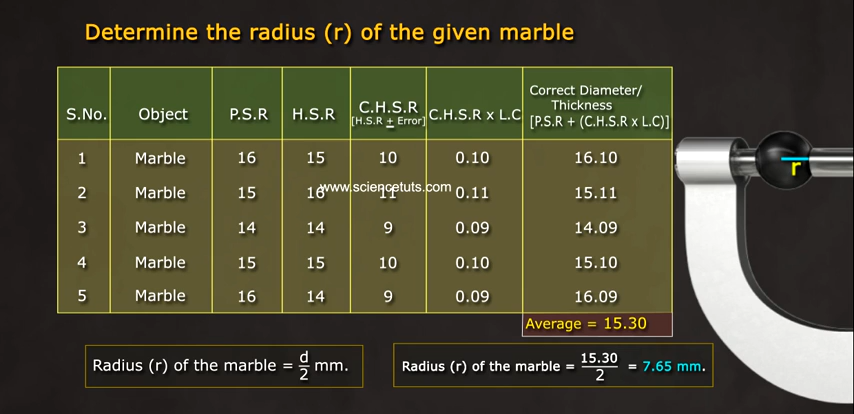 Determine the radius (r) of the given marble
S.No. Object P.S.R H.S.R C.H.S.R [H.S.R ± Error] C.H.S.R x L.C Correct Diameter/ Thickness [P.S.R + (C.H.S.R x L.C)]
1 Marble 16 15 10 0.10 16.10
2 Marble 15 16 11 0.11 15.11
www.sciencetuts.com
3 Marble 14 14 9 0.09 14.09
4 Marble 15 15 10 0.10 15.10
5 Marble 16 14 9 0.09 16.09
Average = 15.30
r
Radius (r) of the marble = d/2 mm.
Radius (r) of the marble = 15.30/2 = 7.65 mm.